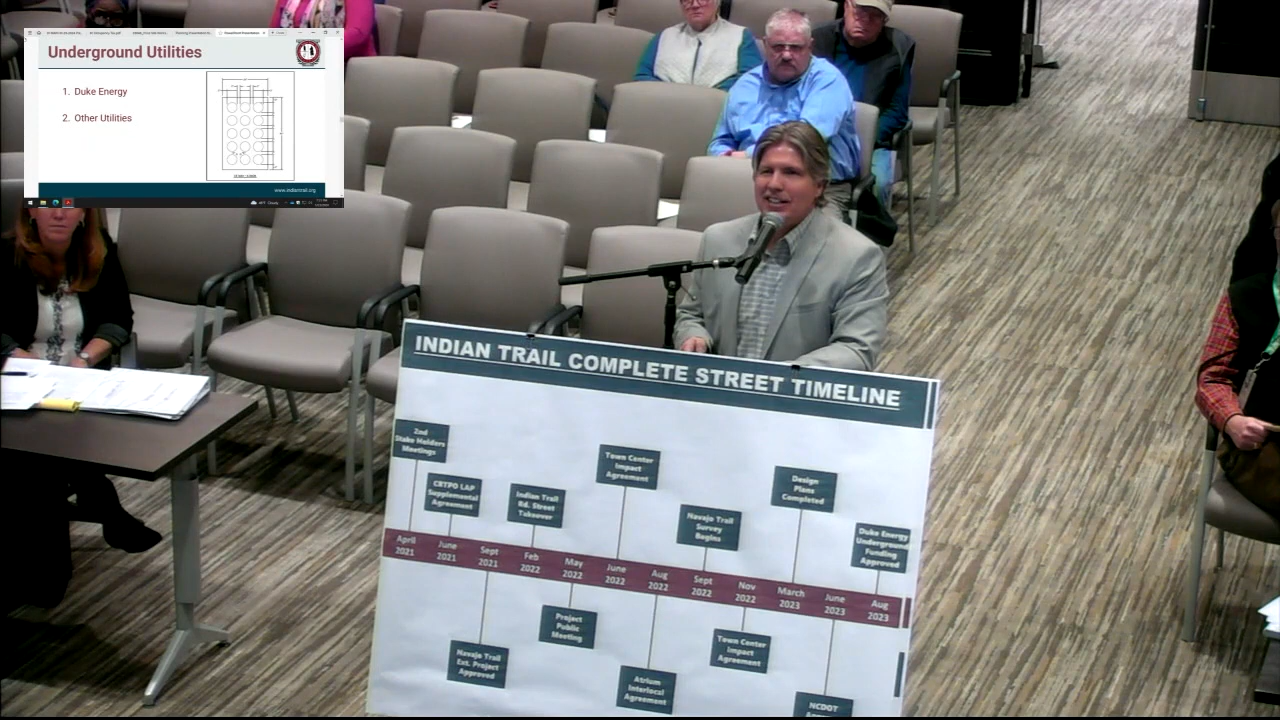 Underground Utilities
1. Duke Energy
2. Other Utilities
www.indiantrail.org
INDIAN TRAIL COMPLETE STREET TIMELINE
2nd
Stake Holders
Meetings
CRTPO LAP
Supplemental
Agreement
Indian Trail
Rd. Street
Takeover
Town Center
Impact
Agreement
Navajo Trail
Survey
Begins
Design
Plans
Completed
Duke Energy
Underground
Funding
Approved
April
2021
June
2021
Sept
2021
Feb
2022
May
2022
June
2022
Aug
2022
Sept
2022
Nov
2022
March
2023
June
2023
Aug
2023
Navajo Trail
Ext. Project
Approved
Project
Public
Meeting
Atrium
Interlocal
Agreement
Town Center
Impact
Agreement
NCDOT